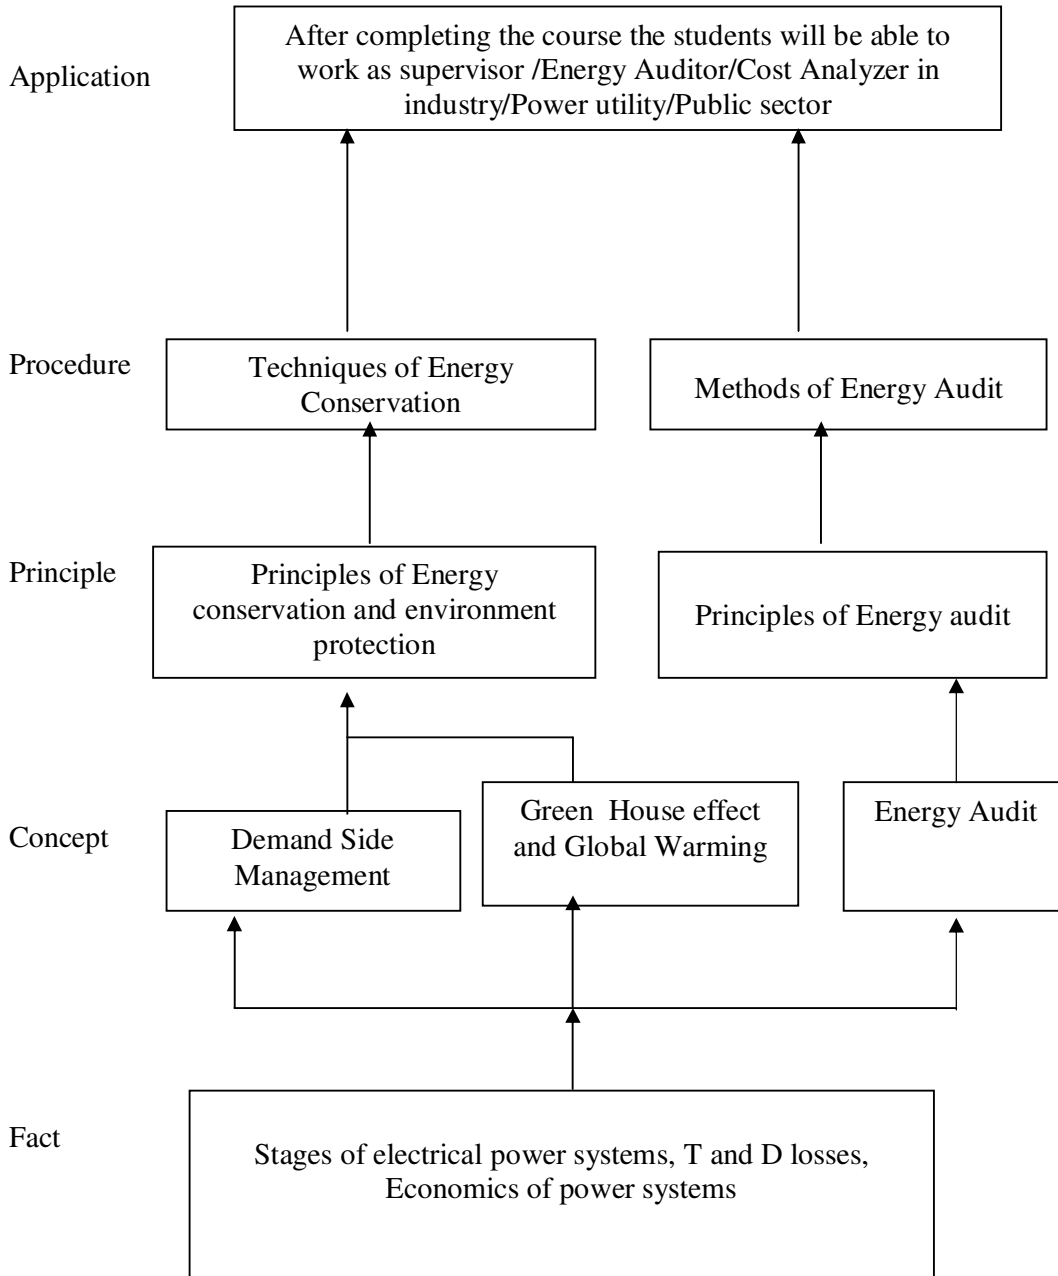 Application
After completing the course the students will be able to
work as supervisor /Energy Auditor/Cost Analyzer in
industry/Power utility/Public sector
Procedure
Techniques of Energy
Conservation
Methods of Energy Audit
Principle
Principles of Energy
conservation and environment
protection
Principles of Energy audit
Concept
Demand Side
Management
Green House effect
and Global Warming
Energy Audit
Fact
Stages of electrical power systems, T and D losses,
Economics of power systems